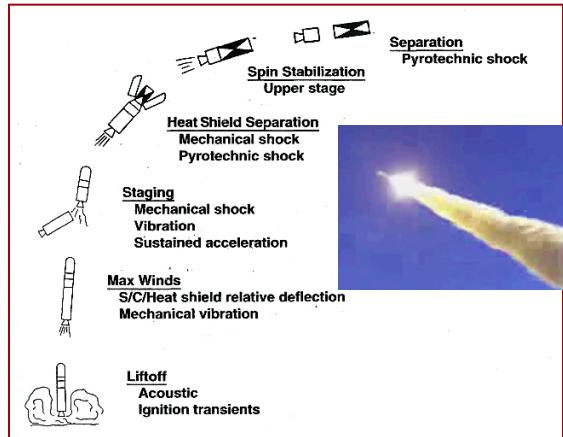 Separation
Pyrotechnic shock
Spin Stabilization
Upper stage
Heat Shield Separation
Mechanical shock
Pyrotechnic shock
Staging
Mechanical shock
Vibration
Sustained acceleration
Max Winds
S/C/Heat shield relative deflection
Mechanical vibration
Liftoff
Acoustic
Ignition transients